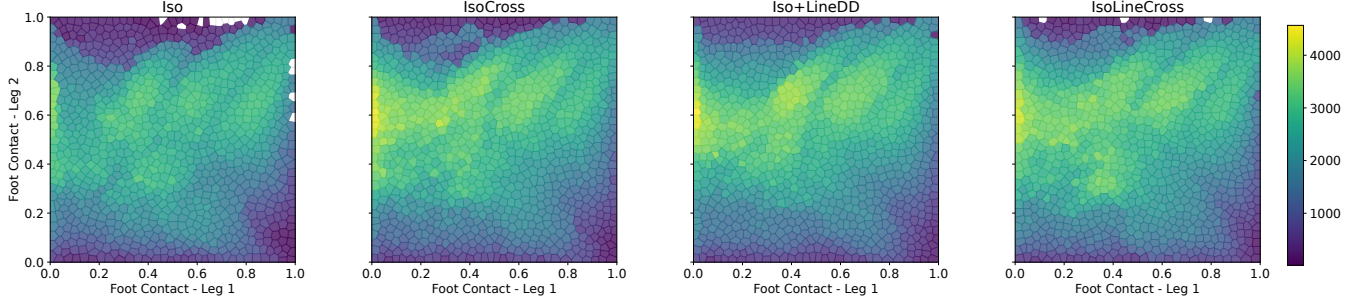 Iso
IsoCross
Iso+LineDD
IsoLineCross
Foot Contact - Leg 2
1.0
0.8
0.6
0.4
0.2
0.0
0.0 0.2 0.4 0.6 0.8 1.0
0.0 0.2 0.4 0.6 0.8 1.0
0.0 0.2 0.4 0.6 0.8 1.0
0.0 0.2 0.4 0.6 0.8 1.0
Foot Contact - Leg 1
Foot Contact - Leg 1
Foot Contact - Leg 1
Foot Contact - Leg 1
4000
3000
2000
1000